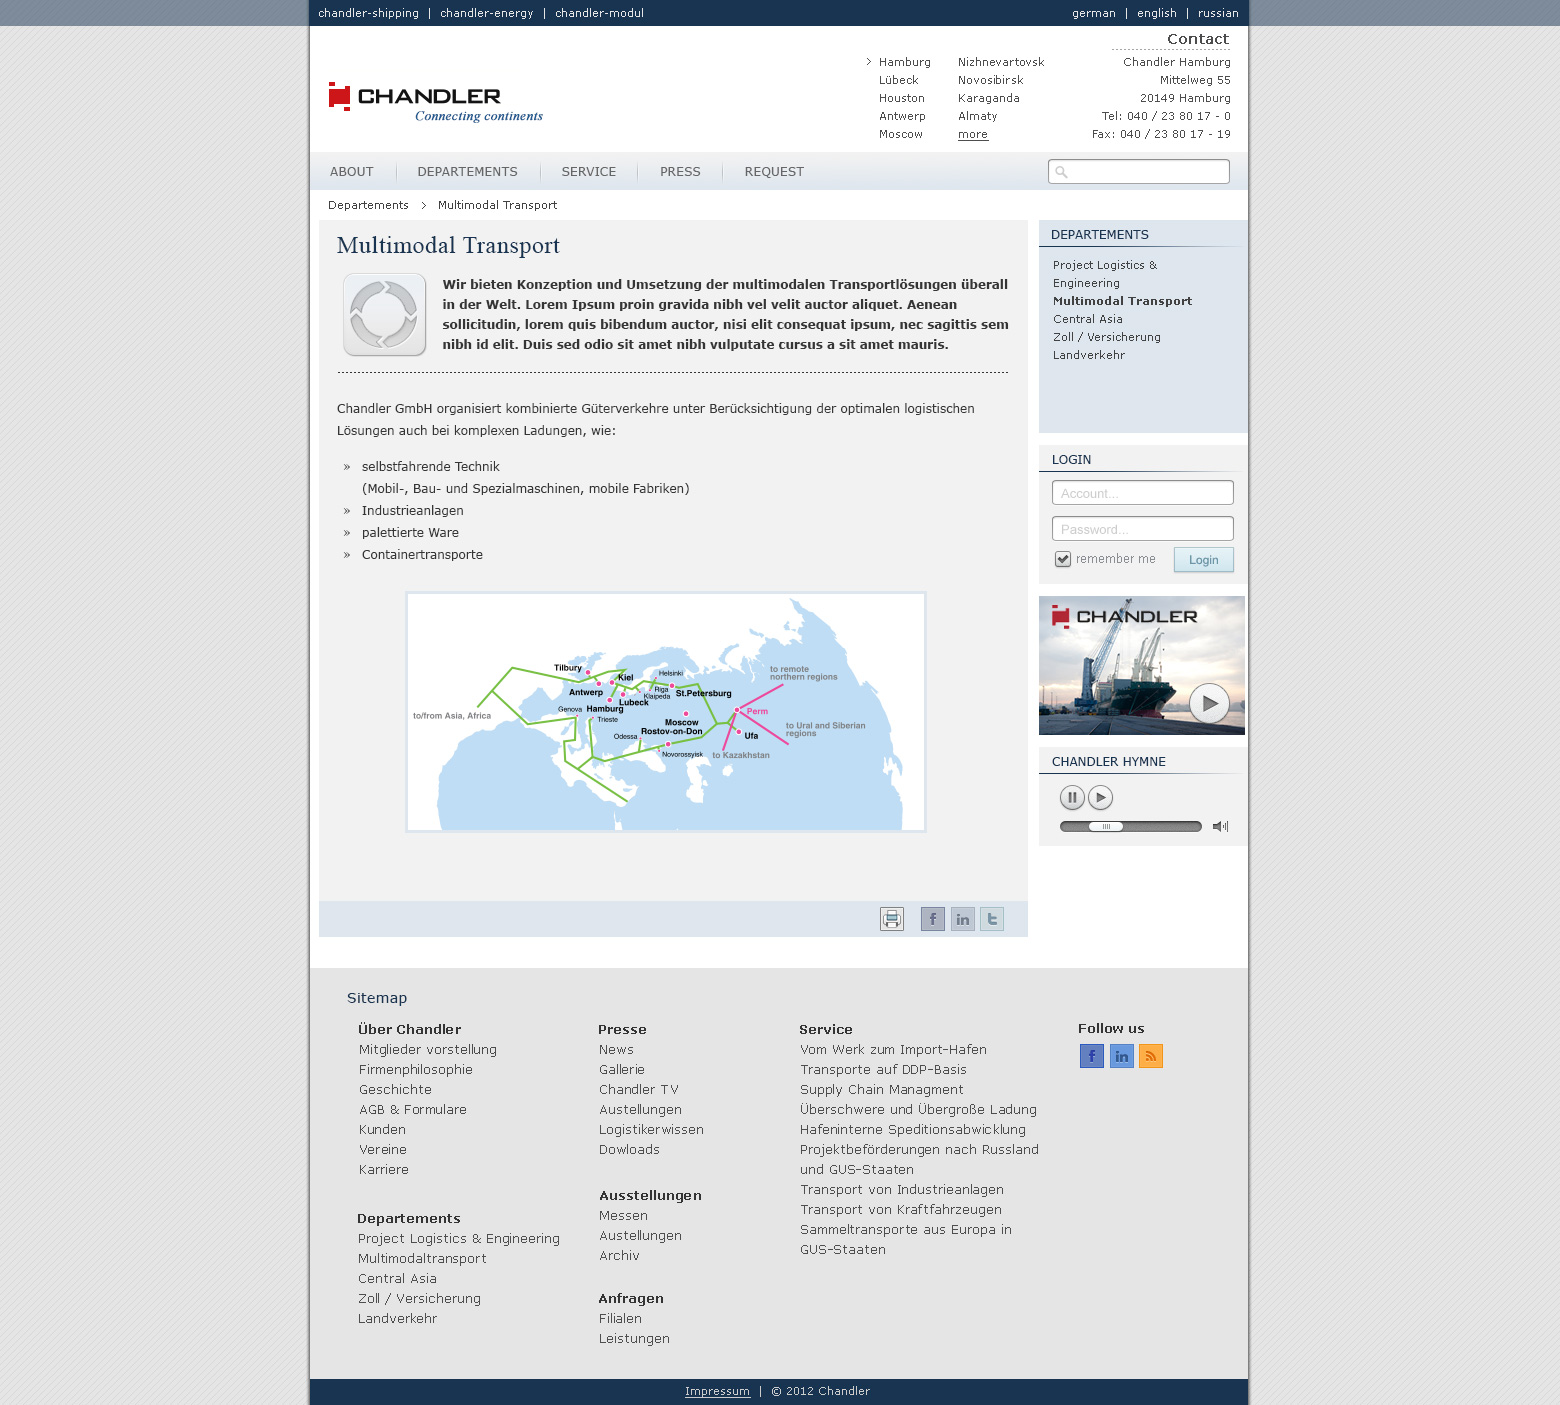 chandler-shipping | chandler-energy | chandler-modul
german | english | russian
Contact
CHANDLER
Connecting continents
> Hamburg
Lübeck
Houston
Antwerp
Moscow
Nizhnevartovsk
Novosibirsk
Karaganda
Almaty
more
Chandler Hamburg
Mittelweg 55
20149 Hamburg
Tel: 040 / 23 80 17 - 0
Fax: 040 / 23 80 17 - 19
ABOUT
DEPARTEMENTS
SERVICE
PRESS
REQUEST
Departements > Multimodal Transport
Multimodal Transport
Wir bieten Konzeption und Umsetzung der multimodalen Transportlösungen überall
in der Welt. Lorem Ipsum proin gravida nibh vel velit auctor aliquet. Aenean
sollicitudin, lorem quis bibendum auctor, nisi elit consequat ipsum, nec sagittis sem
nibh id elit. Duis sed odio sit amet nibh vulputate cursus a sit amet mauris.
Chandler GmbH organisiert kombinierte Güterverkehre unter Berücksichtigung der optimalen logistischen
Lösungen auch bei komplexen Ladungen, wie:
» selbstfahrende Technik
(Mobil-, Bau- und Spezialmaschinen, mobile Fabriken)
» Industrieanlagen
» palettierte Ware
» Containertransporte
Tilbury
Kiel
Helsinki
Antwerp
Riga
St.Petersburg
Klaipeda
Lubeck
Hamburg
Genova
Trieste
to/from Asia, Africa
Moscow
Rostov-on-Don
Odessa
Novorossyisk
Perm
Ufa
to remote
northern regions
to Ural and Siberian
regions
to Kazakhstan
DEPARTEMENTS
Project Logistics &
Engineering
Multimodal Transport
Central Asia
Zoll / Versicherung
Landverkehr
LOGIN
Account...
Password...
remember me
Login
CHANDLER
CHANDLER HYMNE
f
in
t
Sitemap
Über Chandler
Mitglieder vorstellung
Firmenphilosophie
Geschichte
AGB & Formulare
Kunden
Vereine
Karriere
Departements
Project Logistics & Engineering
Multimodaltransport
Central Asia
Zoll / Versicherung
Landverkehr
Presse
News
Gallerie
Chandler TV
Austellungen
Logistikerwissen
Dowloads
Ausstellungen
Messen
Austellungen
Archiv
Anfragen
Filialen
Leistungen
Service
Vom Werk zum Import-Hafen
Transporte auf DDP-Basis
Supply Chain Managment
Überschwere und Übergroße Ladung
Hafeninterne Speditionsabwicklung
Projektbeförderungen nach Russland
und GUS-Staaten
Transport von Industrieanlagen
Transport von Kraftfahrzeugen
Sammeltransporte aus Europa in
GUS-Staaten
Follow us
f
in
Impressum | © 2012 Chandler